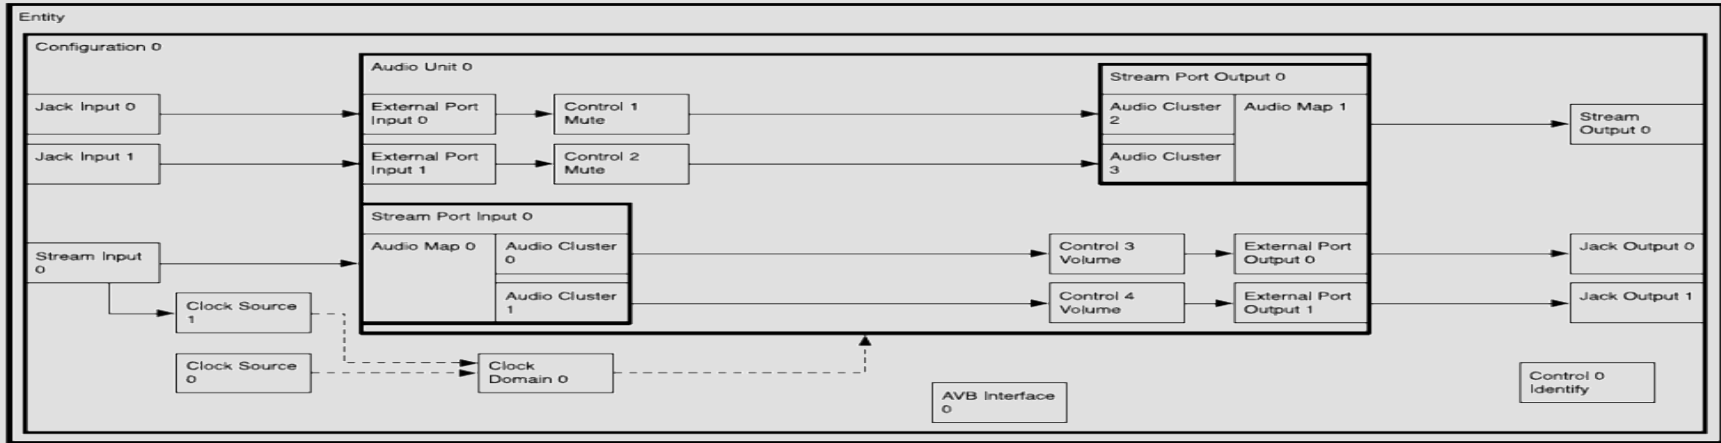 Entity
Configuration 0
Audio Unit 0
Stream Port Output 0
Jack Input 0
External Port
Input 0
Control 1
Mute
Audio Cluster
2
Audio Map 1
Stream
Output 0
Jack Input 1
External Port
Input 1
Control 2
Mute
Audio Cluster
3
Stream Port Input 0
Stream Input
0
Audio Map 0
Audio Cluster
0
Control 3
Volume
External Port
Output 0
Jack Output 0
Audio Cluster
1
Control 4
Volume
External Port
Output 1
Jack Output 1
Clock Source
1
Clock Source
0
Clock
Domain 0
AVB Interface
0
Control 0
Identify